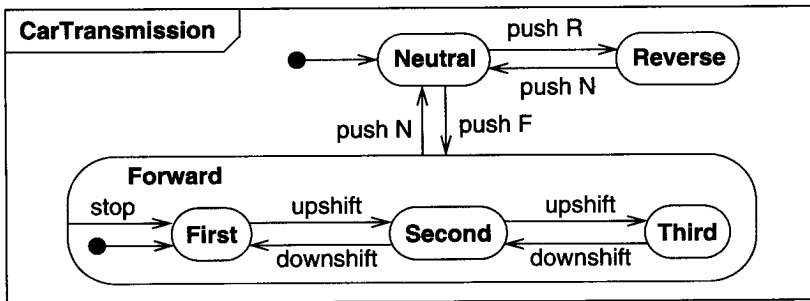 CarTransmission
push R
Neutral
Reverse
push N
push N
push F
Forward
stop
upshift
upshift
First
Second
Third
downshift
downshift